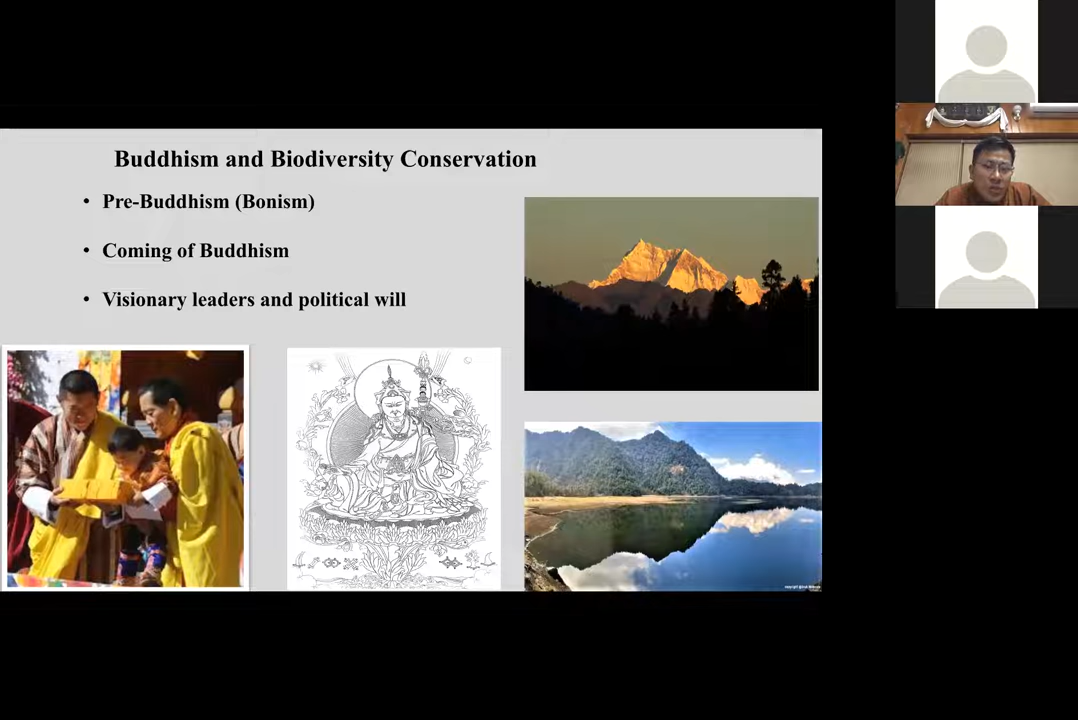 Buddhism and Biodiversity Conservation
• Pre-Buddhism (Bonism)
• Coming of Buddhism
• Visionary leaders and political will